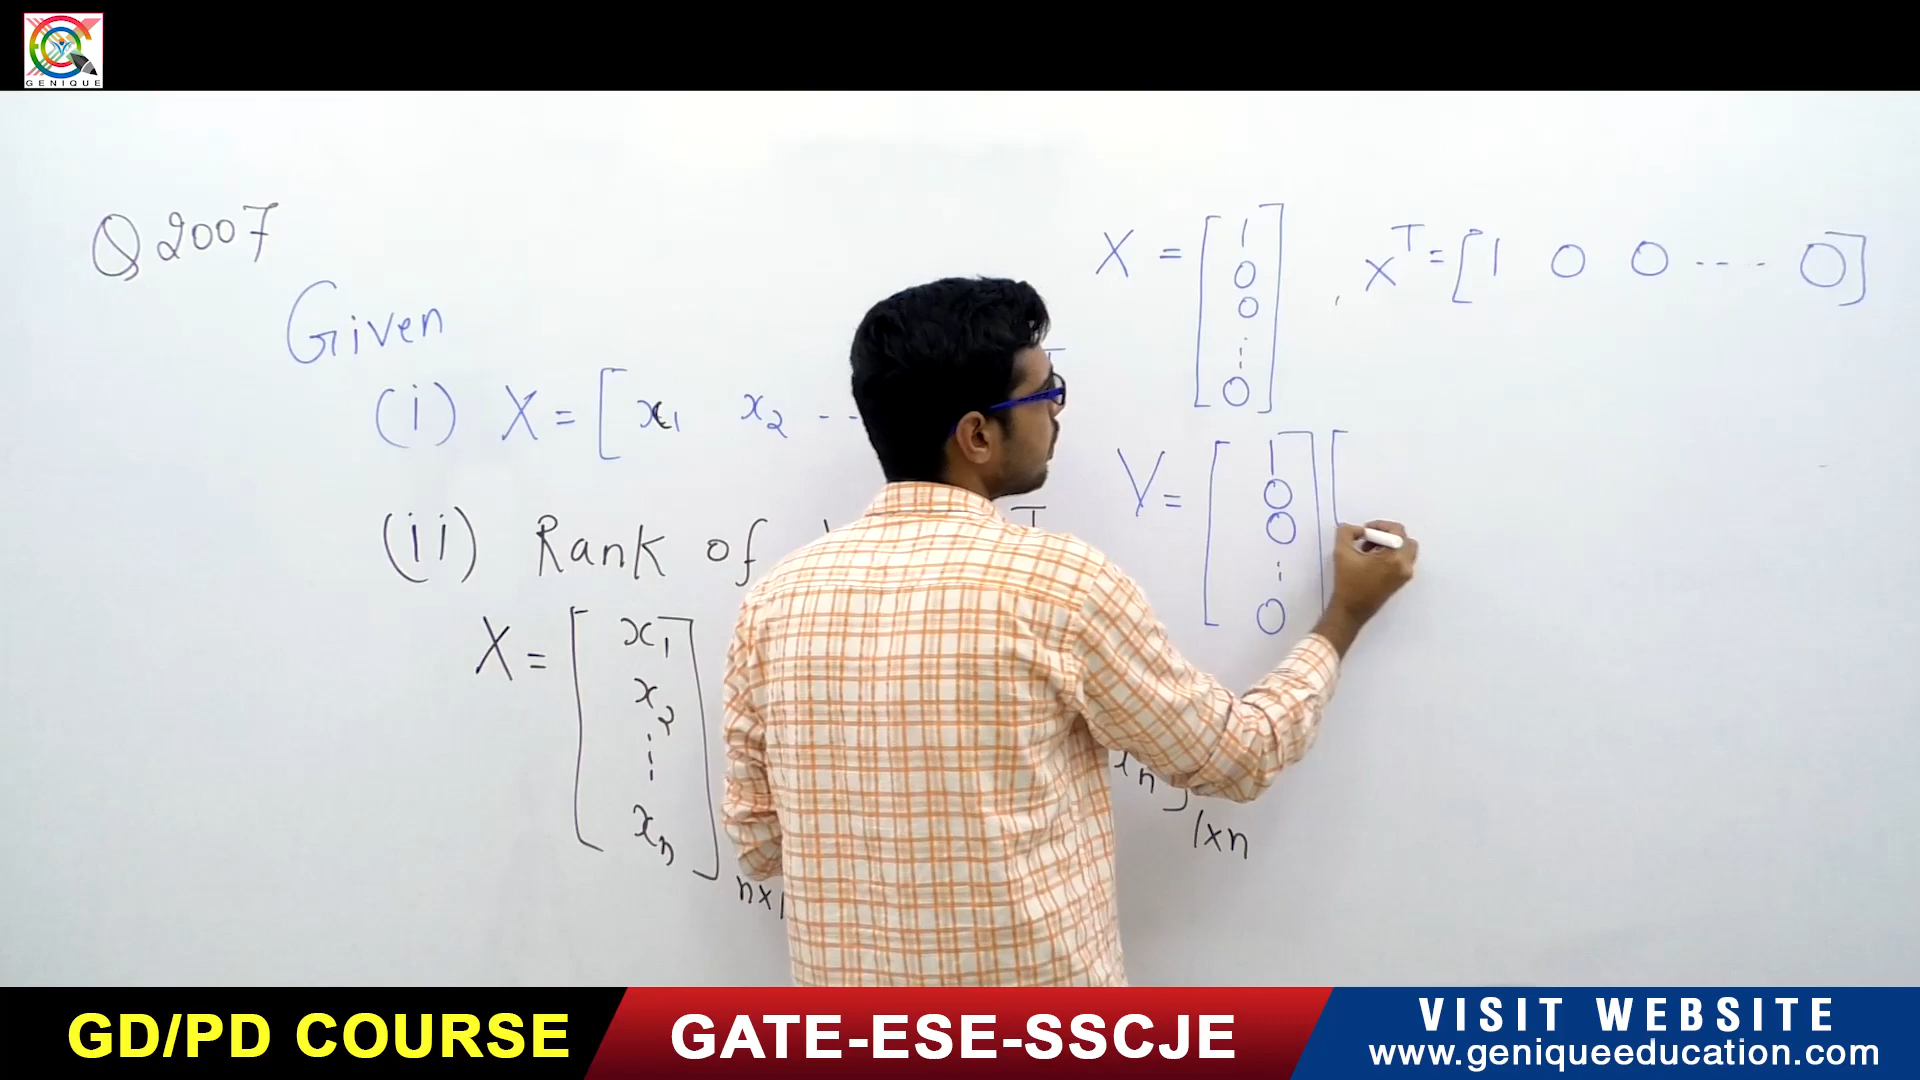 GENIQUE
Q 2007
Given
(i) X = [ x1 x2 --
(ii) Rank of
X = [ x1
x2
⋮
xn ] nx1
xn ] 1xn
X = [ 1
0
0
⋮
0 ] , X^T = [ 1 0 0 ---- 0 ]
V = [ 1
0
0
⋮
0 ] [
GD/PD COURSE
GATE-ESE-SSCJE
VISIT WEBSITE
www.geniqueeducation.com